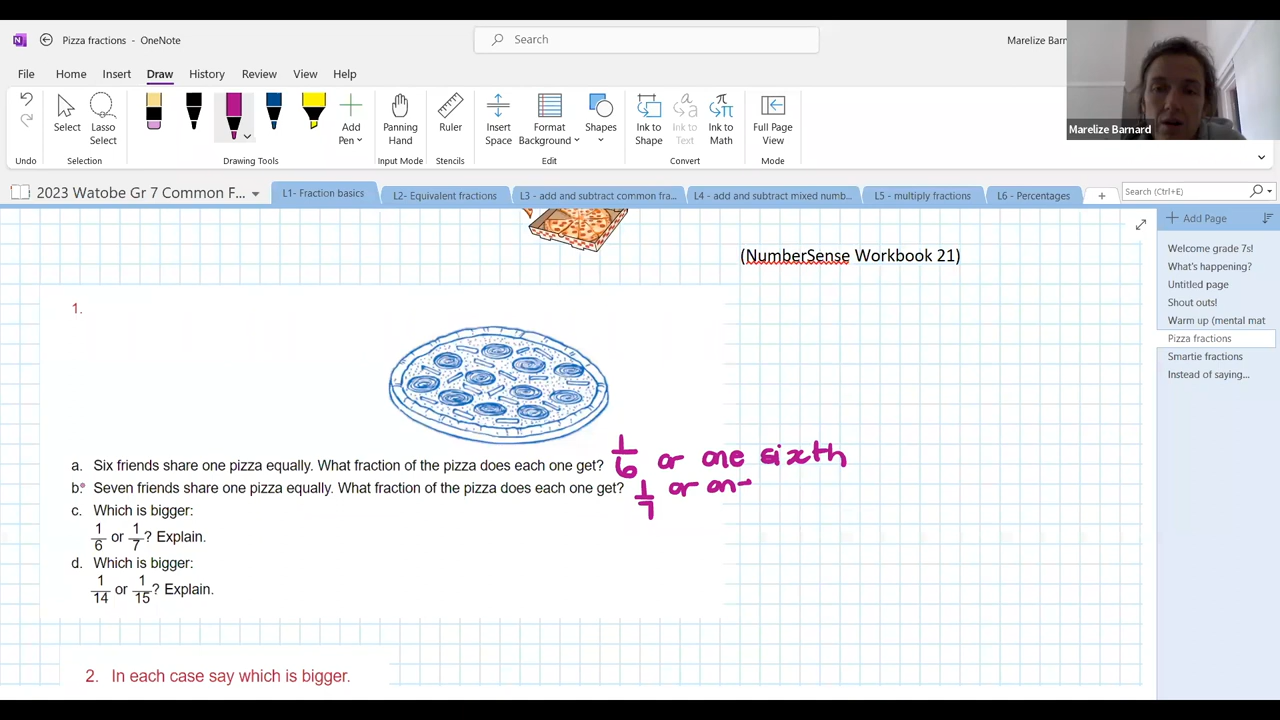 Pizza fractions - OneNote
Search
Marelize Barn
File Home Insert Draw History Review View Help
Undo
Select
Lasso Select
Selection
Add Pen
Drawing Tools
Panning Hand
Input Mode
Ruler
Stencils
Insert Space
Format Background
Shapes
Edit
Ink to Shape
Ink to Text
Ink to Math
Convert
Full Page View
Mode
Marelize Barnard
2023 Watobe Gr 7 Common F...
L1- Fraction basics
L2- Equivalent fractions
L3 - add and subtract common fra...
L4 - add and subtract mixed numb...
L5 - multiply fractions
L6 - Percentages
Search (Ctrl+E)
Add Page
Welcome grade 7s!
What's happening?
Untitled page
Shout outs!
Warm up (mental mat
Pizza fractions
Smartie fractions
Instead of saying...
(NumberSense Workbook 21)
1.
a. Six friends share one pizza equally. What fraction of the pizza does each one get? 1/6 or one sixth
b. Seven friends share one pizza equally. What fraction of the pizza does each one get? 1/7 or on
c. Which is bigger:
1/6 or 1/7? Explain.
d. Which is bigger:
1/14 or 1/15? Explain.
2. In each case say which is bigger.